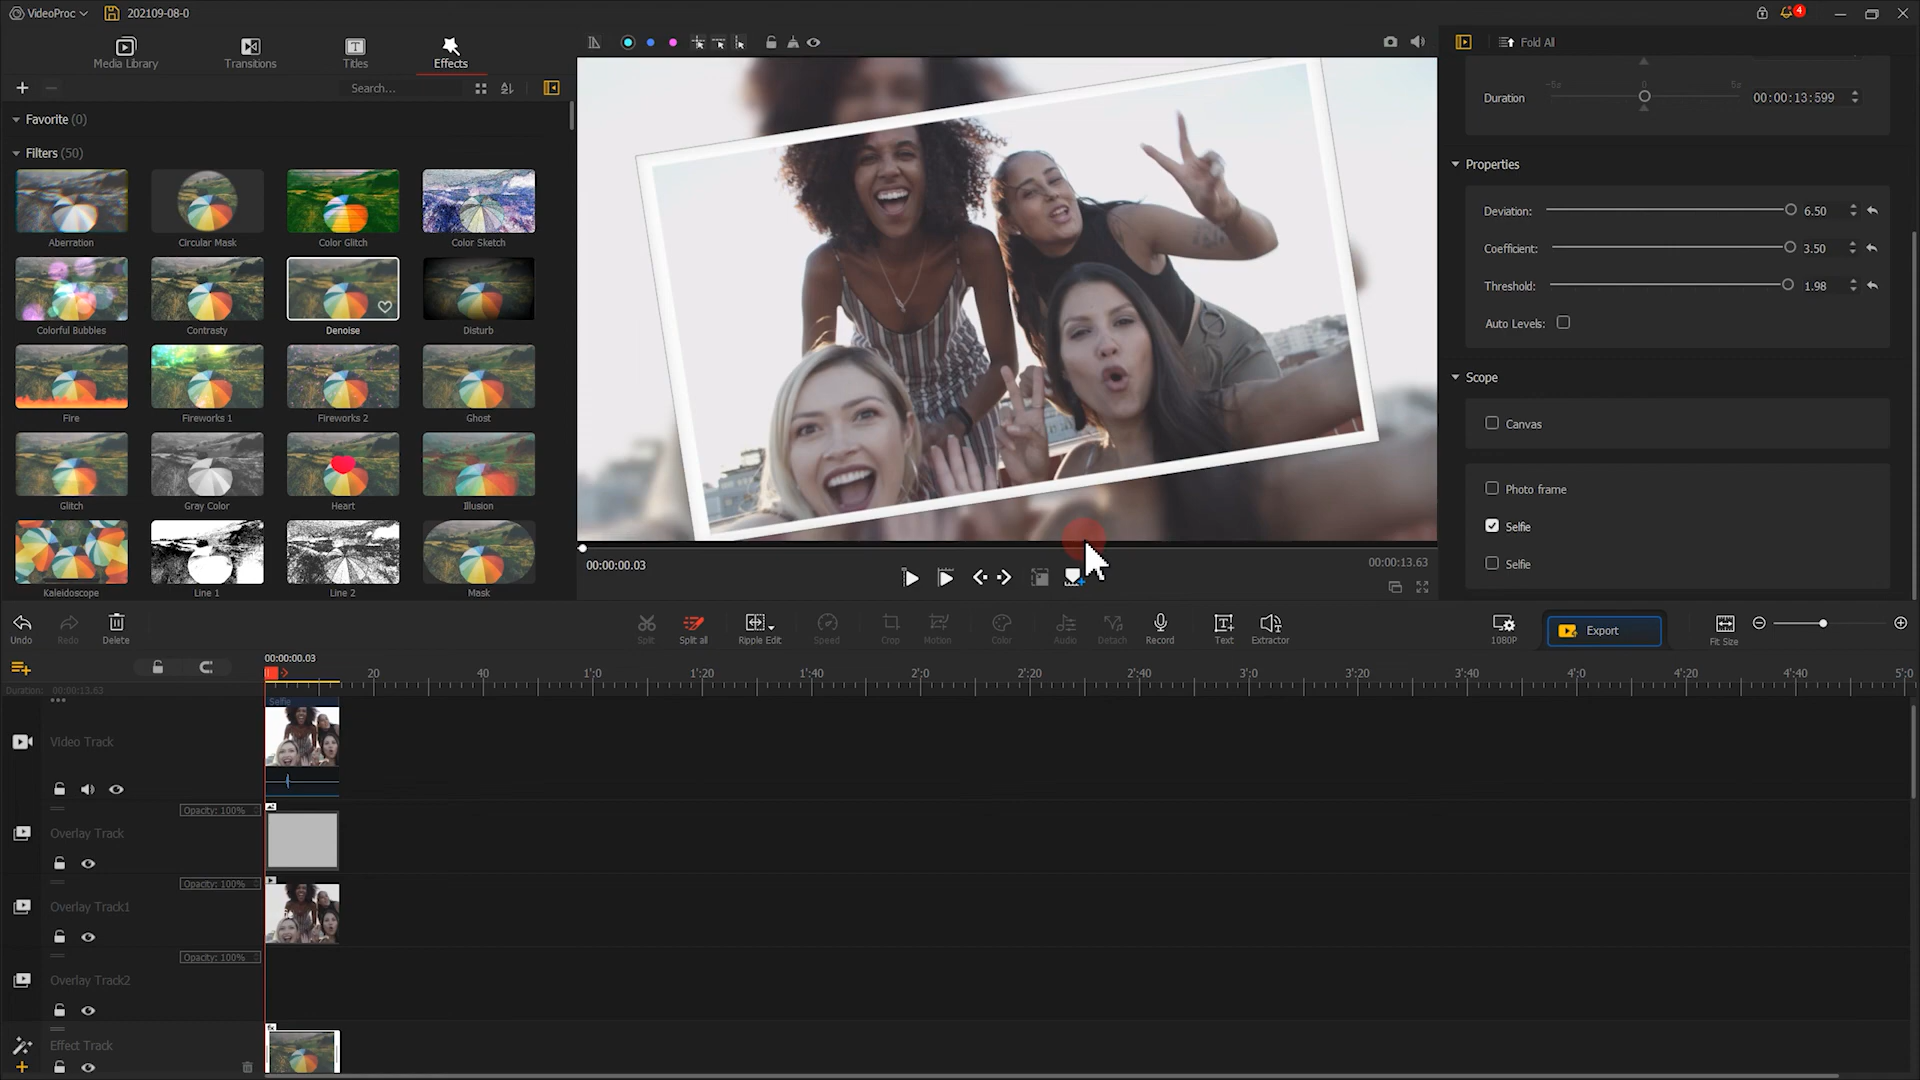 VideoProc
202109-08-0
4
Media Library
Transitions
Titles
Effects
Search...
Favorite (0)
Filters (50)
Aberration
Circular Mask
Color Glitch
Color Sketch
Colorful Bubbles
Contrasty
Denoise
Disturb
Fire
Fireworks 1
Fireworks 2
Ghost
Glitch
Gray Color
Heart
Illusion
Kaleidoscope
Line 1
Line 2
Mask
00:00:00.03
00:00:13.63
Fold All
-5s
0
5s
Duration
00:00:13:599
Properties
Deviation:
6.50
Coefficient:
3.50
Threshold:
1.98
Auto Levels:
Scope
Canvas
Photo frame
Selfie
Selfie
Undo
Redo
Delete
Split
Split all
Ripple Edit
Speed
Crop
Motion
Color
Audio
Detach
Record
Text
Extractor
1080P
Export
Fit Size
Duration: 00:00:13.63
00:00:00.03
20
40
1:0
1:20
1':40
2':0
2':20
2':40
3':0
3':20
3':40
4':0
4':20
4':40
5':0
Selfie
Video Track
Opacity: 100%
Overlay Track
Opacity: 100%
Overlay Track1
Opacity: 100%
Overlay Track2
Effect Track